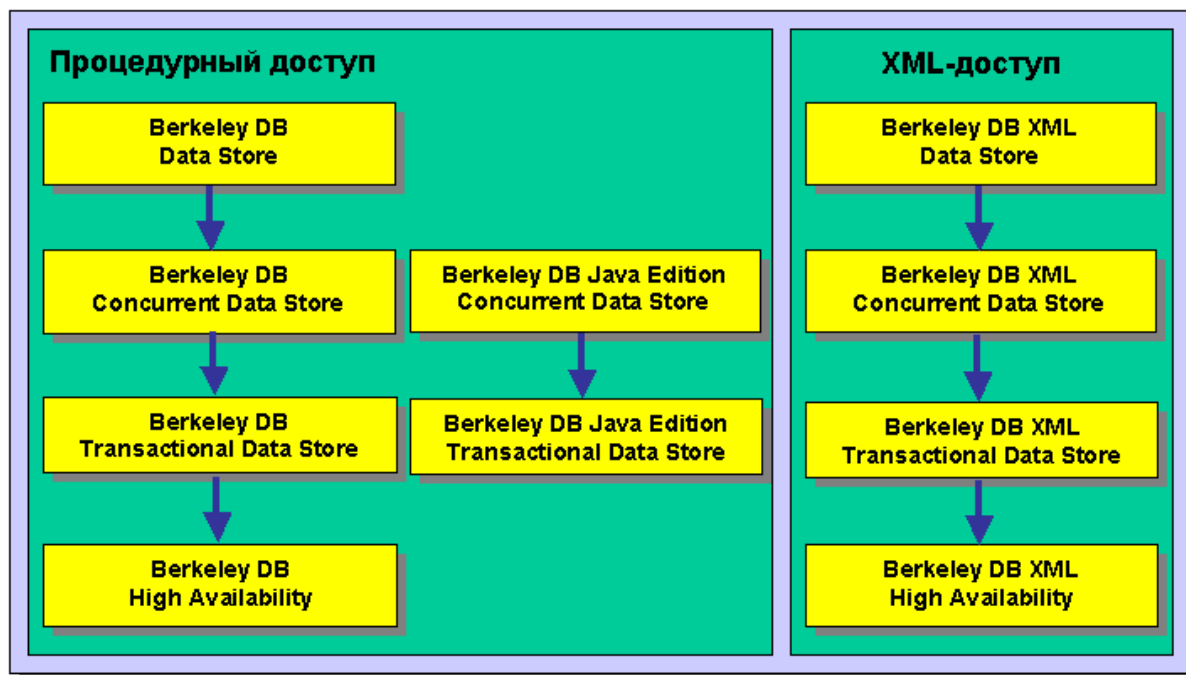 Процедурный доступ
Berkeley DB
Data Store
Berkeley DB
Concurrent Data Store
Berkeley DB
Transactional Data Store
Berkeley DB
High Availability
Berkeley DB Java Edition
Concurrent Data Store
Berkeley DB Java Edition
Transactional Data Store
XML-доступ
Berkeley DB XML
Data Store
Berkeley DB XML
Concurrent Data Store
Berkeley DB XML
Transactional Data Store
Berkeley DB XML
High Availability